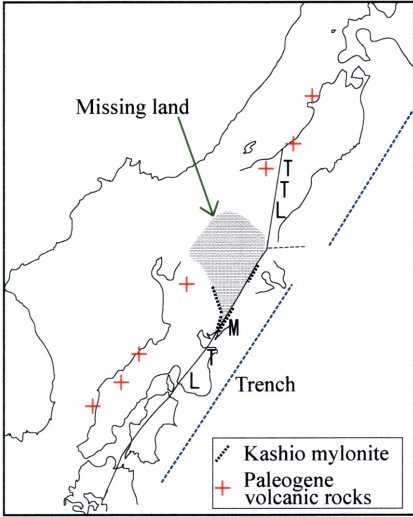 Missing land
T
T
L
M
T
L
Trench
Kashio mylonite
Paleogene
volcanic rocks